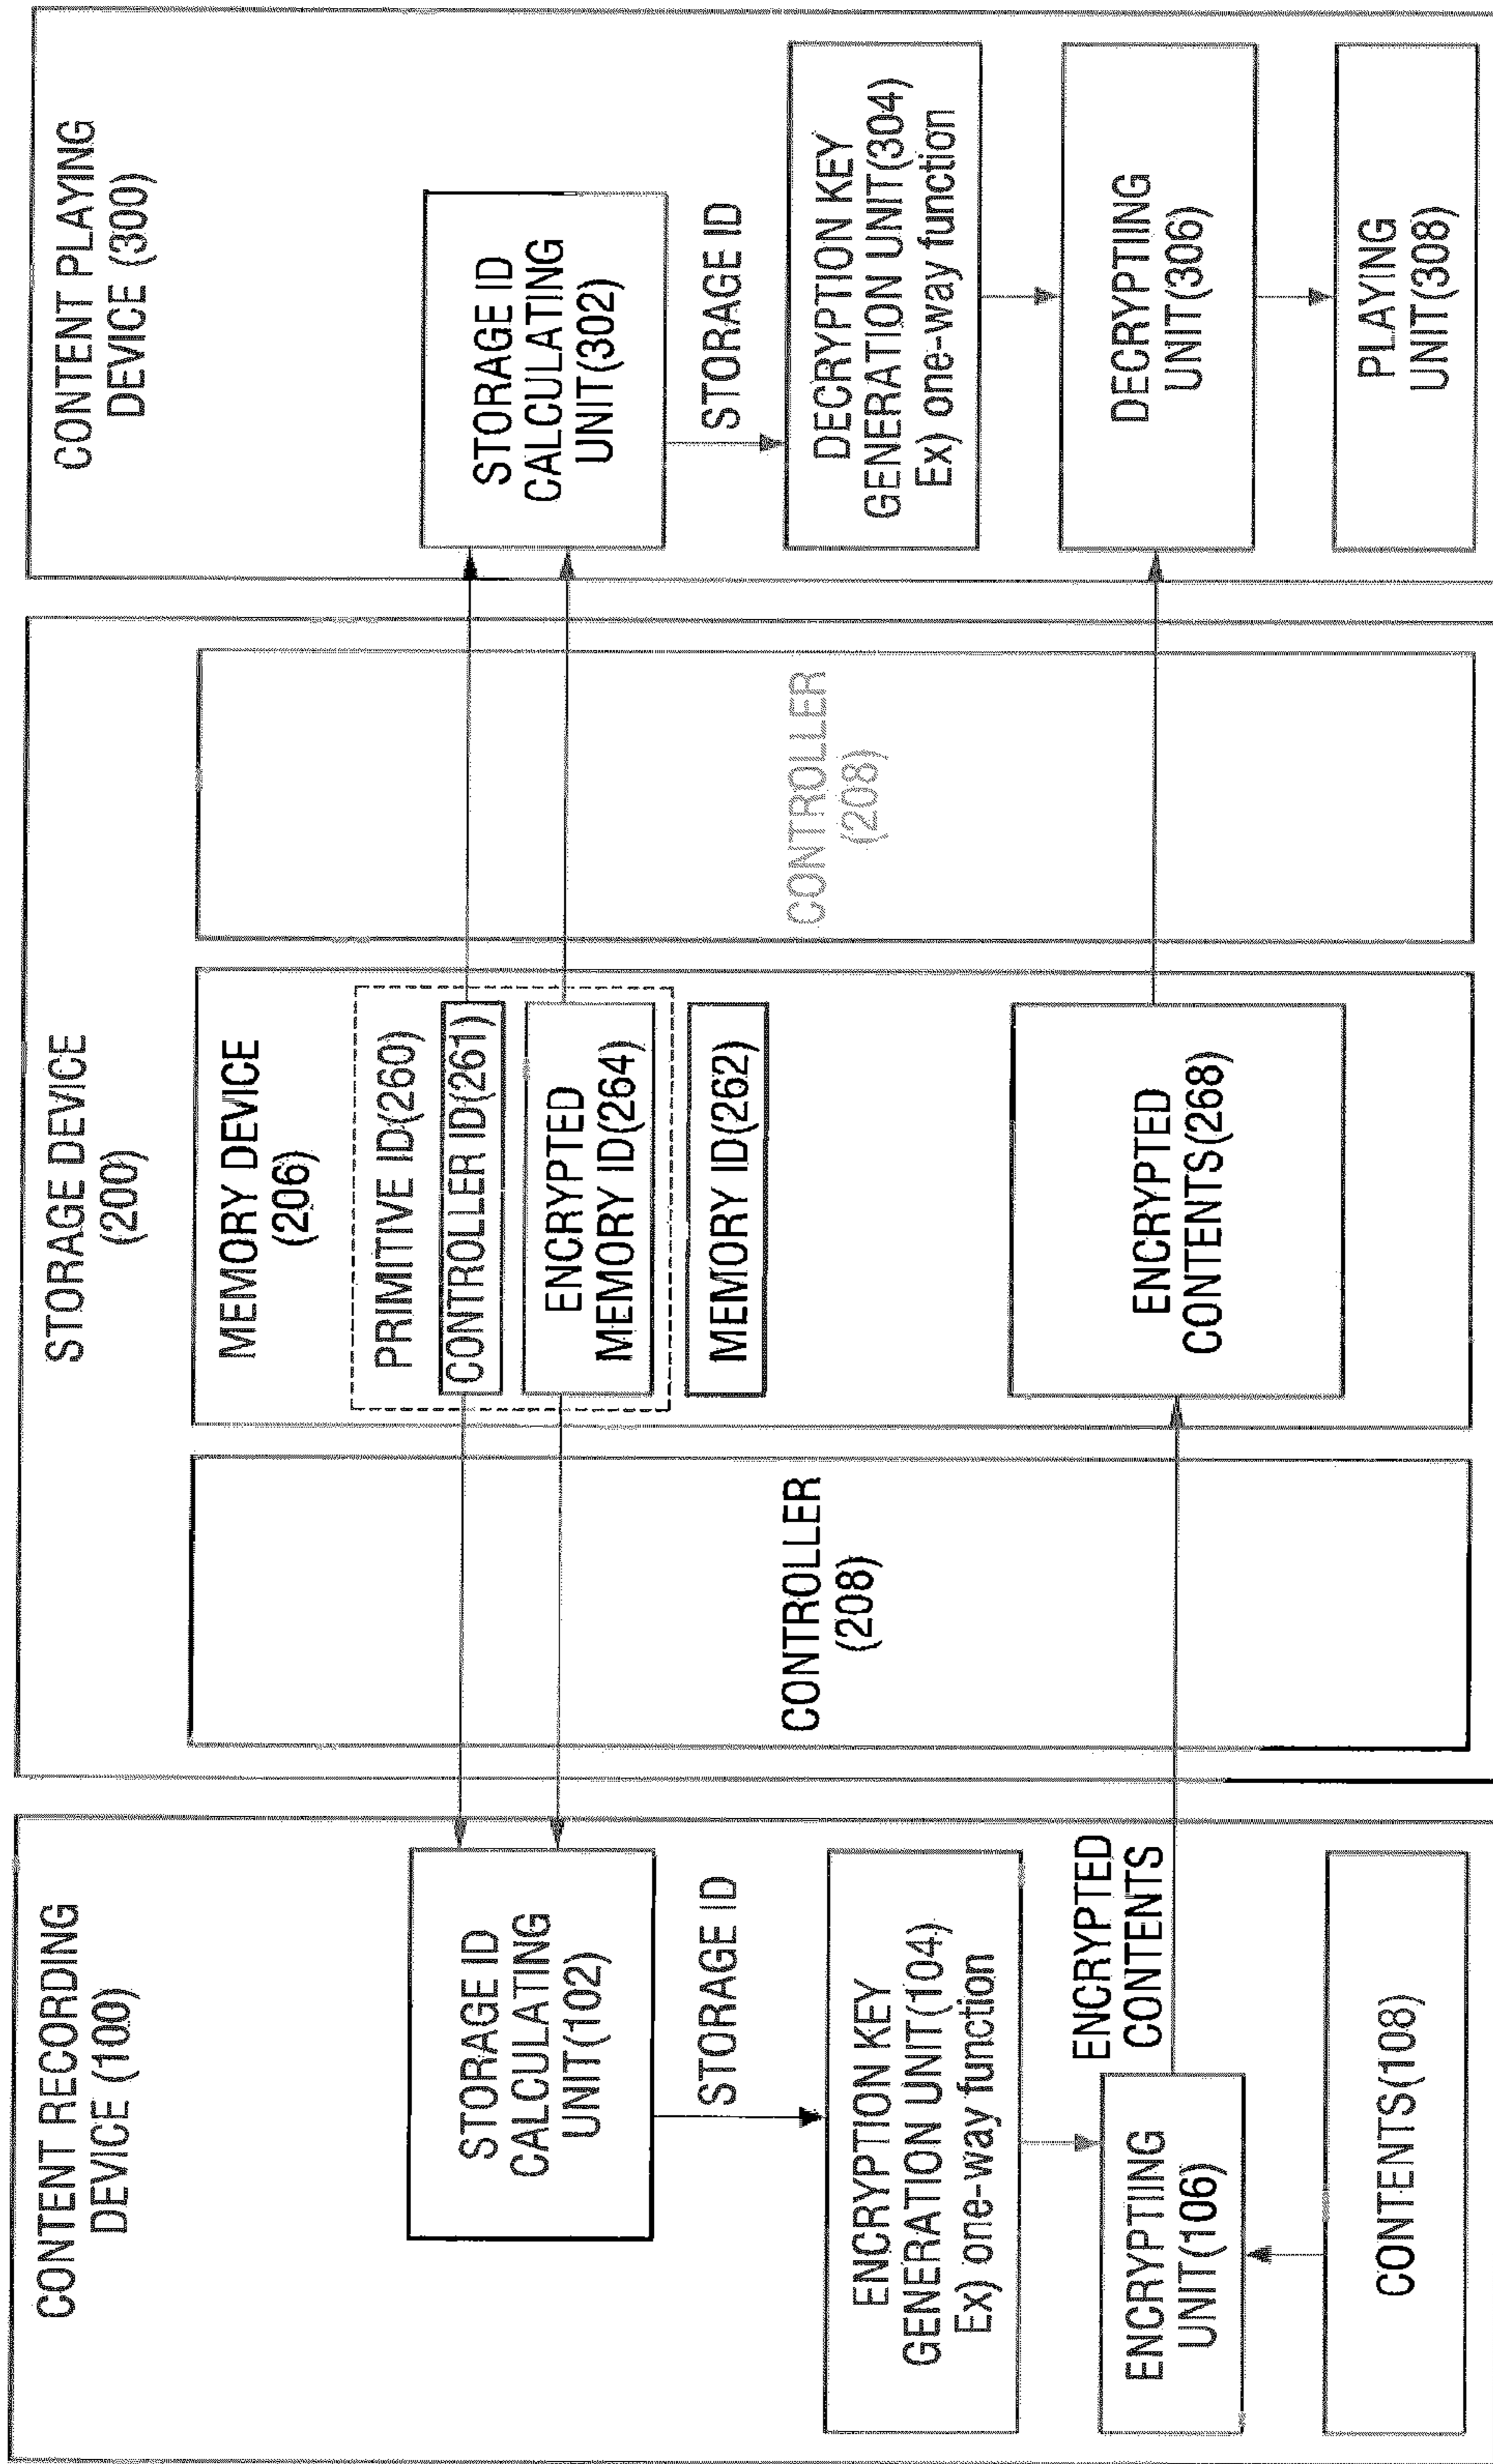 CONTENT RECORDING
DEVICE (100)
STORAGE ID
CALCULATING
UNIT(102)
STORAGE ID
ENCRYPTION KEY
GENERATION UNIT(104)
Ex) one-way function
ENCRYPTIING
UNIT(106)
ENCRYPTED
CONTENTS
CONTENTS(108)
STORAGE DEVICE
(200)
CONTROLLER
(208)
MEMORY DEVICE
(206)
PRIMITIVE ID(260)
CONTROLLER ID(261)
ENCRYPTED
MEMORY ID(264)
MEMORY ID(262)
ENCRYPTED
CONTENTS(268)
CONTROLLER
(208)
CONTENT PLAYING
DEVICE (300)
STORAGE ID
CALCULATING
UNIT(302)
STORAGE ID
DECRYPTION KEY
GENERATION UNIT(304)
Ex) one-way function
DECRYPTIING
UNIT(306)
PLAYING
UNIT(308)